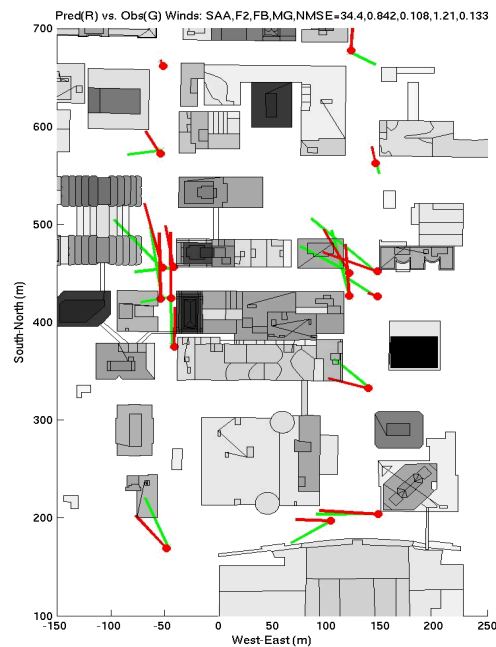 Pred(R) vs. Obs(G) Winds: SAA,F2,FB,MG,NMSE=34.4,0.842,0.108,1.21,0.133
700
600
500
400
300
200
100
South-North (m)
-150 -100 -50 0 50 100 150 200 250
West-East (m)